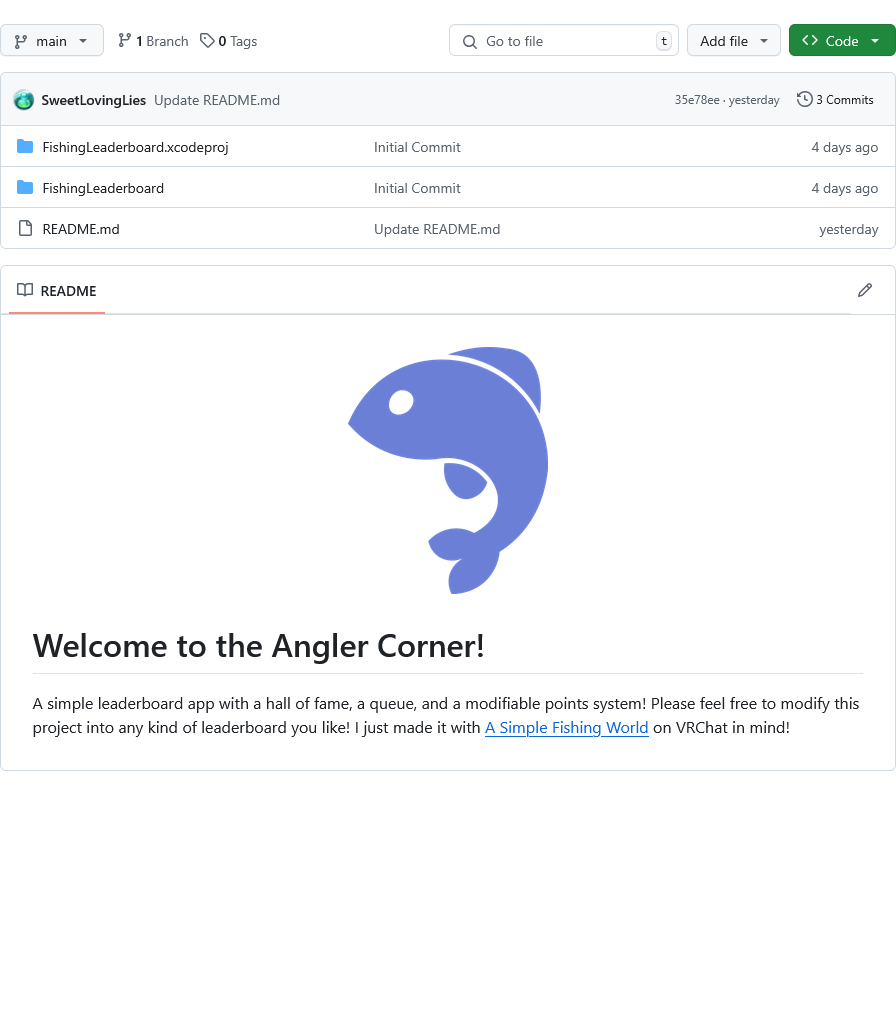 main 1 Branch 0 Tags Go to file t Add file Code
SweetLovingLies Update README.md 35e78ee · yesterday 3 Commits
FishingLeaderboard.xcodeproj Initial Commit 4 days ago
FishingLeaderboard Initial Commit 4 days ago
README.md Update README.md yesterday
README
Welcome to the Angler Corner!
A simple leaderboard app with a hall of fame, a queue, and a modifiable points system! Please feel free to modify this
project into any kind of leaderboard you like! I just made it with A Simple Fishing World on VRChat in mind!